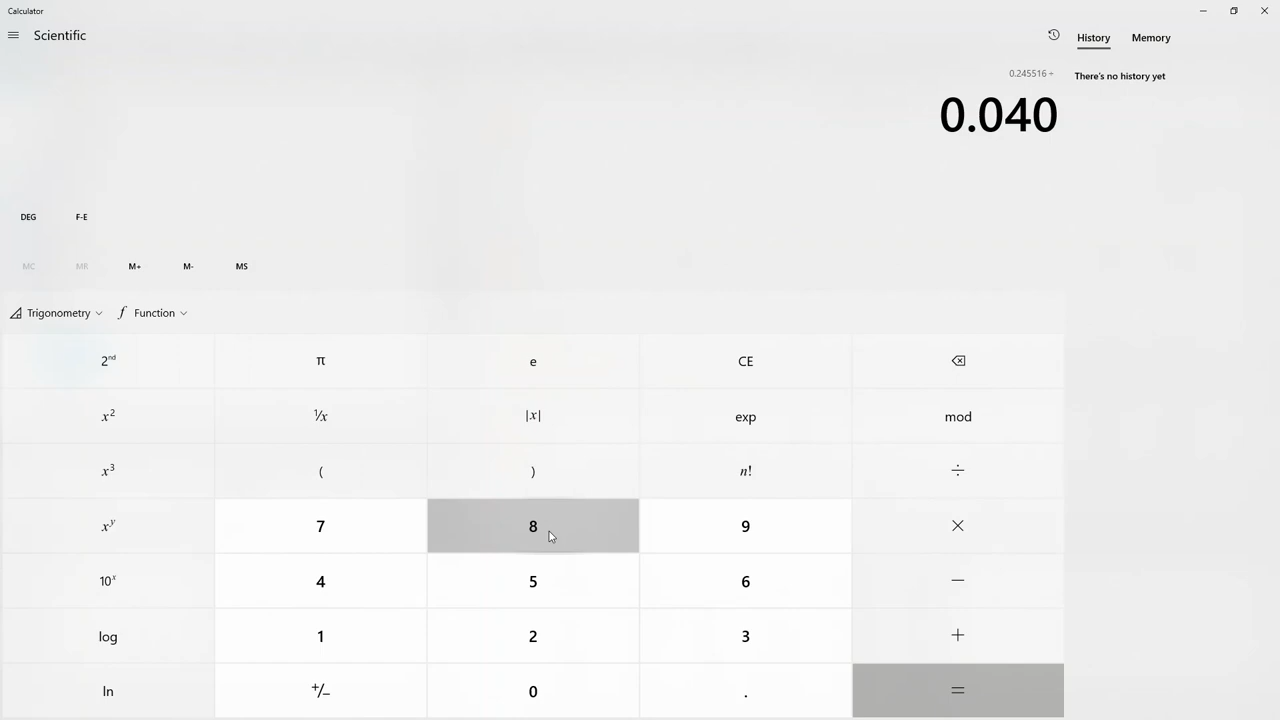 Calculator
Scientific
History Memory
0.245516 ÷
There's no history yet
0.040
DEG F-E
MC MR M+ M- MS
Trigonometry f Function
2nd π e CE
x2 1/x |x| exp mod
x3 ( ) n! ÷
xy 7 8 9 ×
10x 4 5 6 −
log 1 2 3 +
ln +/− 0 . =